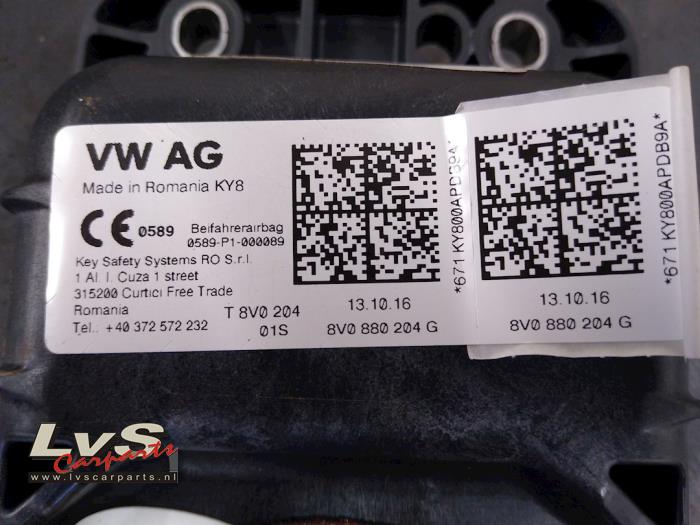 VW AG
Made in Romania KY8
CE 0589 Beifahrerairbag
0589-P1-000089
Key Safety Systems RO S.r.l.
1 Al. I. Cuza 1 street
315200 Curtici Free Trade
Romania
Tel.: +40 372 572 232
T 8V0 204
01S
13.10.16
8V0 880 204 G
*671 KY800APDB9A*
13.10.16
8V0 880 204 G
*671 KY800APDB9A*
LvS
Carparts
www.lvscarparts.nl